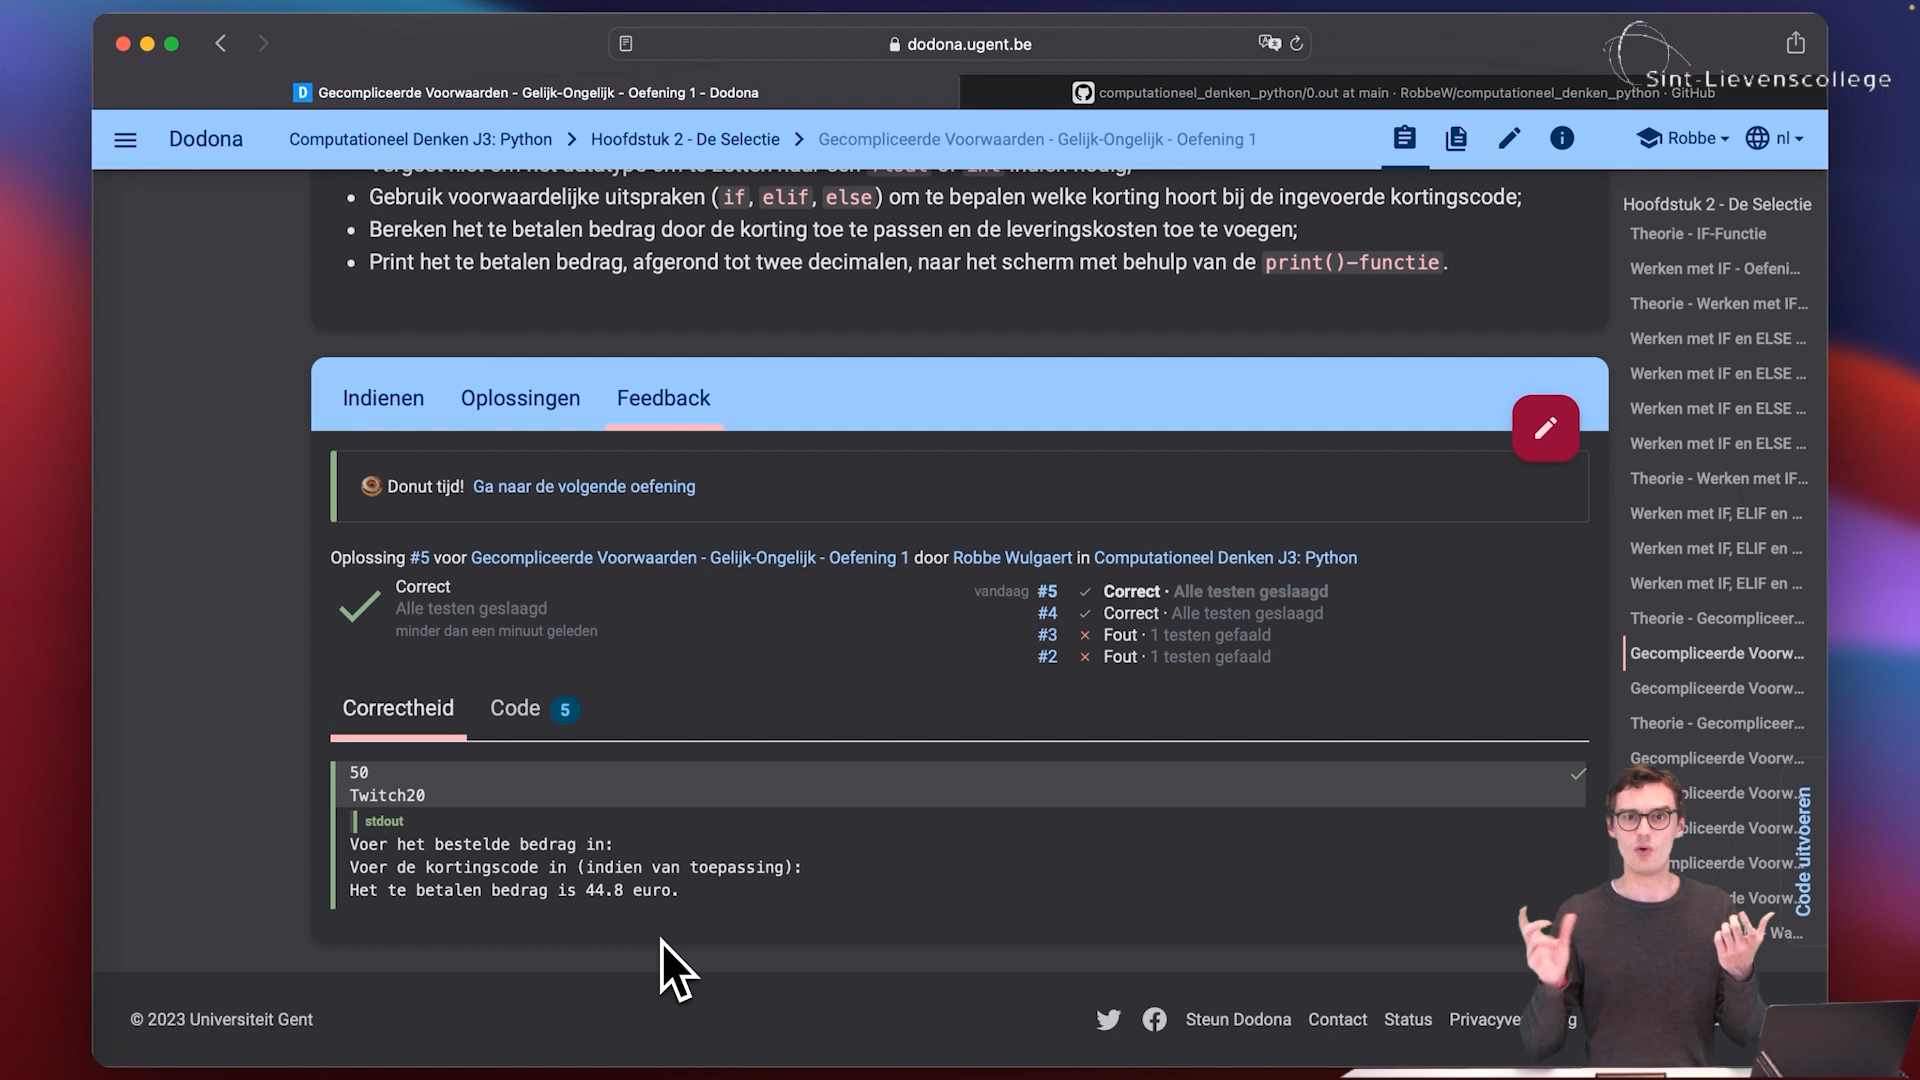 dodona.ugent.be
Sint-Lievenscollege
D Gecompliceerde Voorwaarden - Gelijk-Ongelijk - Oefening 1 - Dodona
computationeel_denken_python/0.out at main · RobbeW/computationeel_denken_python · GitHub
Dodona
Computationeel Denken J3: Python > Hoofdstuk 2 - De Selectie > Gecompliceerde Voorwaarden - Gelijk-Ongelijk - Oefening 1
Robbe
nl
• Gebruik voorwaardelijke uitspraken (if, elif, else) om te bepalen welke korting hoort bij de ingevoerde kortingscode;
• Bereken het te betalen bedrag door de korting toe te passen en de leveringskosten toe te voegen;
• Print het te betalen bedrag, afgerond tot twee decimalen, naar het scherm met behulp van de print()-functie.
Indienen
Oplossingen
Feedback
Donut tijd! Ga naar de volgende oefening
Oplossing #5 voor Gecompliceerde Voorwaarden - Gelijk-Ongelijk - Oefening 1 door Robbe Wulgaert in Computationeel Denken J3: Python
Correct
Alle testen geslaagd
minder dan een minuut geleden
vandaag #5 Correct · Alle testen geslaagd
#4 Correct · Alle testen geslaagd
#3 Fout · 1 testen gefaald
#2 Fout · 1 testen gefaald
Correctheid
Code 5
50
Twitch20
stdout
Voer het bestelde bedrag in:
Voer de kortingscode in (indien van toepassing):
Het te betalen bedrag is 44.8 euro.
Hoofdstuk 2 - De Selectie
Theorie - IF-Functie
Werken met IF - Oefeni...
Theorie - Werken met IF...
Werken met IF en ELSE ...
Werken met IF en ELSE ...
Werken met IF en ELSE ...
Werken met IF en ELSE ...
Theorie - Werken met IF...
Werken met IF, ELIF en ...
Werken met IF, ELIF en ...
Werken met IF, ELIF en ...
Theorie - Gecompliceer...
Gecompliceerde Voorw...
Gecompliceerde Voorw...
Theorie - Gecompliceer...
Gecompliceerde Voorw...
Code uitvoeren
© 2023 Universiteit Gent
Steun Dodona
Contact
Status